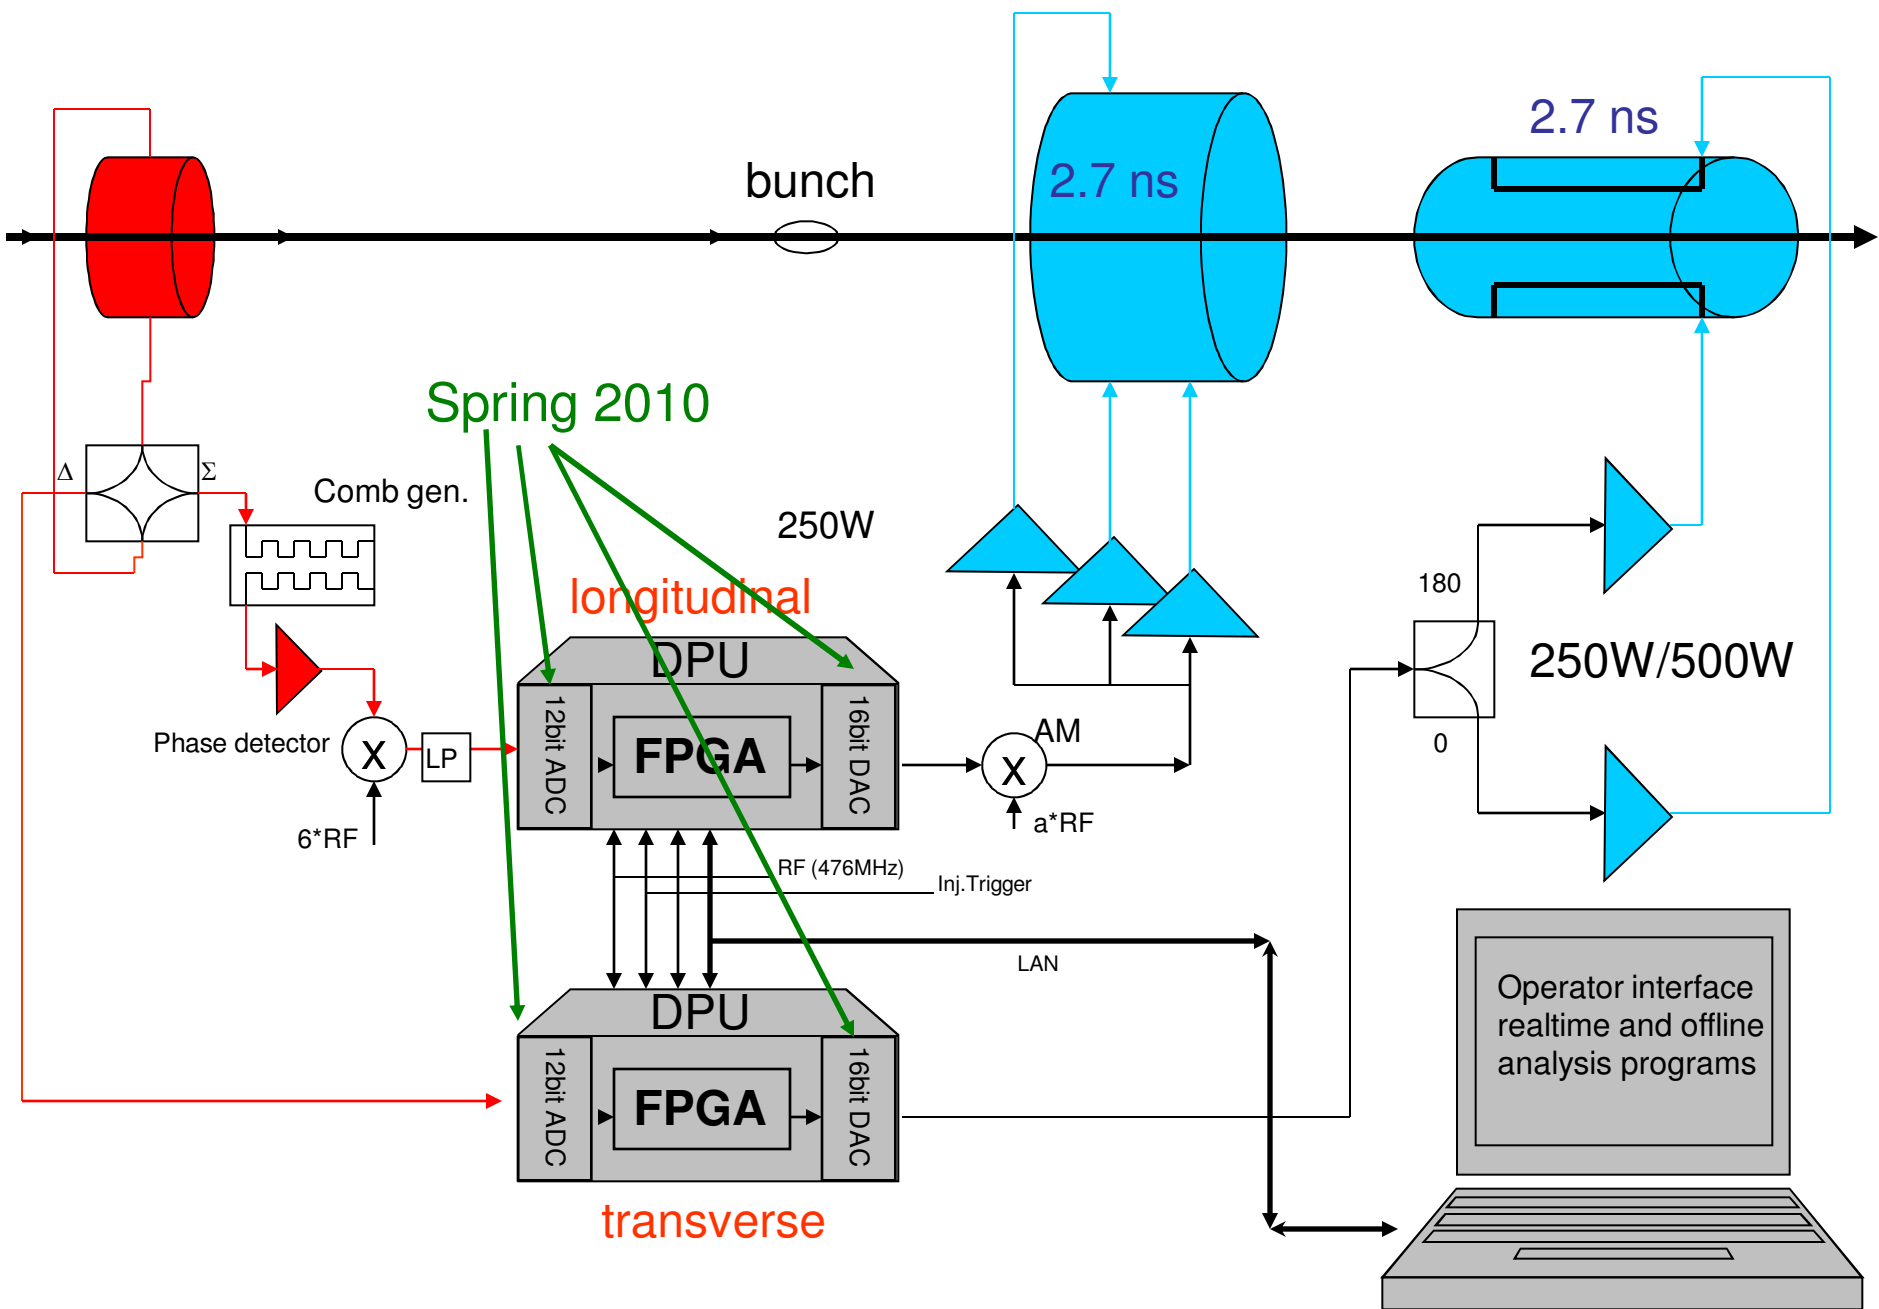 2.7 ns
bunch
2.7 ns
Spring 2010
Δ
Σ
Comb gen.
250W
longitudinal
180
250W/500W
0
DPU
12bit ADC
FPGA
16bit DAC
Phase detector
X
LP
6*RF
AM
X
a*RF
RF (476MHz)
Inj.Trigger
LAN
DPU
12bit ADC
FPGA
16bit DAC
transverse
Operator interface
realtime and offline
analysis programs